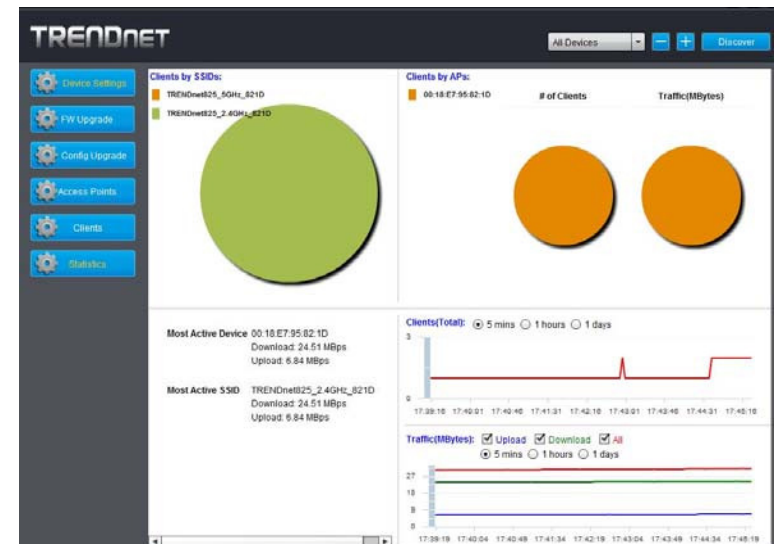 TRENDnet
All Devices
Discover
Device Settings
FW Upgrade
Config Upgrade
Access Points
Clients
Statistics
Clients by SSIDs:
TRENDnet825_5GHz_821D
TRENDnet825_2.4GHz_821D
Clients by APs:
00:18:E7:95:82:1D
# of Clients
Traffic(MBytes)
Most Active Device 00:18:E7:95:82:1D
Download: 24.51 MBps
Upload: 6.84 MBps
Most Active SSID TRENDnet825_2.4GHz_821D
Download: 24.51 MBps
Upload: 6.84 MBps
Clients(Total): 5 mins 1 hours 1 days
3
0
17:39:16 17:40:01 17:40:46 17:41:31 17:42:16 17:43:01 17:43:46 17:44:31 17:45:16
Traffic(MBytes): Upload Download All
5 mins 1 hours 1 days
27
18
9
0
17:39:19 17:40:04 17:40:49 17:41:34 17:42:19 17:43:04 17:43:49 17:44:34 17:45:19